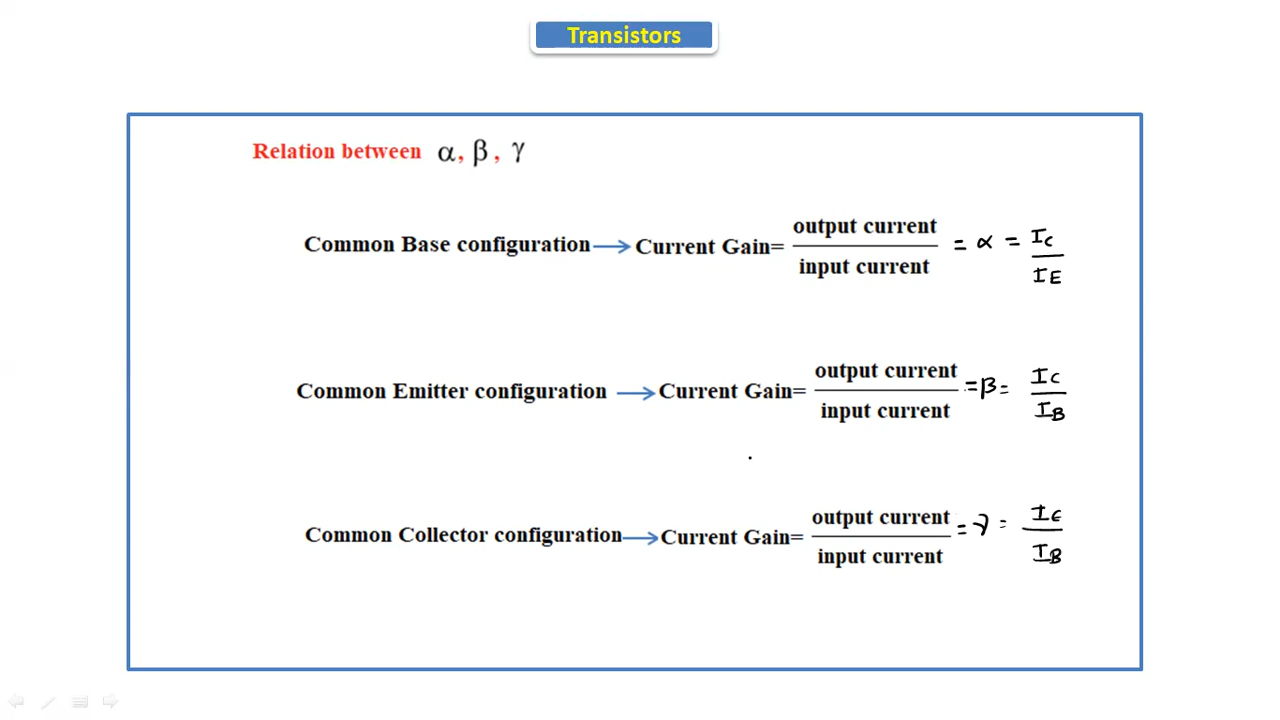 Transistors
Relation between α, β, γ
Common Base configuration → Current Gain= output current / input current = α = IC / IE
Common Emitter configuration → Current Gain= output current / input current = β = IC / IB
Common Collector configuration → Current Gain= output current / input current = γ = IE / IB